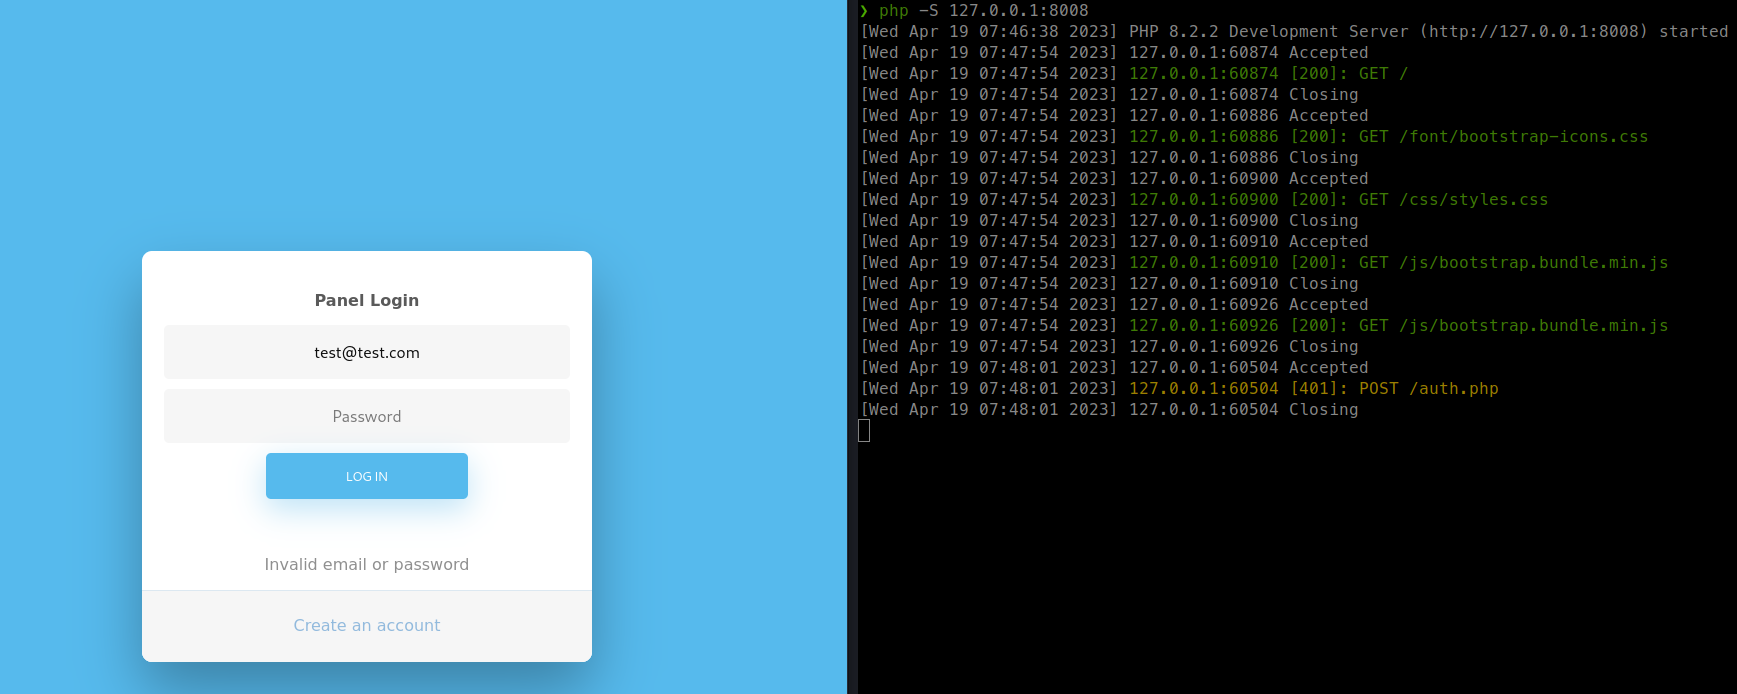 Panel Login
test@test.com
Password
LOG IN
Invalid email or password
Create an account
❯ php -S 127.0.0.1:8008
[Wed Apr 19 07:46:38 2023] PHP 8.2.2 Development Server (http://127.0.0.1:8008) started
[Wed Apr 19 07:47:54 2023] 127.0.0.1:60874 Accepted
[Wed Apr 19 07:47:54 2023] 127.0.0.1:60874 [200]: GET /
[Wed Apr 19 07:47:54 2023] 127.0.0.1:60874 Closing
[Wed Apr 19 07:47:54 2023] 127.0.0.1:60886 Accepted
[Wed Apr 19 07:47:54 2023] 127.0.0.1:60886 [200]: GET /font/bootstrap-icons.css
[Wed Apr 19 07:47:54 2023] 127.0.0.1:60886 Closing
[Wed Apr 19 07:47:54 2023] 127.0.0.1:60900 Accepted
[Wed Apr 19 07:47:54 2023] 127.0.0.1:60900 [200]: GET /css/styles.css
[Wed Apr 19 07:47:54 2023] 127.0.0.1:60900 Closing
[Wed Apr 19 07:47:54 2023] 127.0.0.1:60910 Accepted
[Wed Apr 19 07:47:54 2023] 127.0.0.1:60910 [200]: GET /js/bootstrap.bundle.min.js
[Wed Apr 19 07:47:54 2023] 127.0.0.1:60910 Closing
[Wed Apr 19 07:47:54 2023] 127.0.0.1:60926 Accepted
[Wed Apr 19 07:47:54 2023] 127.0.0.1:60926 [200]: GET /js/bootstrap.bundle.min.js
[Wed Apr 19 07:47:54 2023] 127.0.0.1:60926 Closing
[Wed Apr 19 07:48:01 2023] 127.0.0.1:60504 Accepted
[Wed Apr 19 07:48:01 2023] 127.0.0.1:60504 [401]: POST /auth.php
[Wed Apr 19 07:48:01 2023] 127.0.0.1:60504 Closing